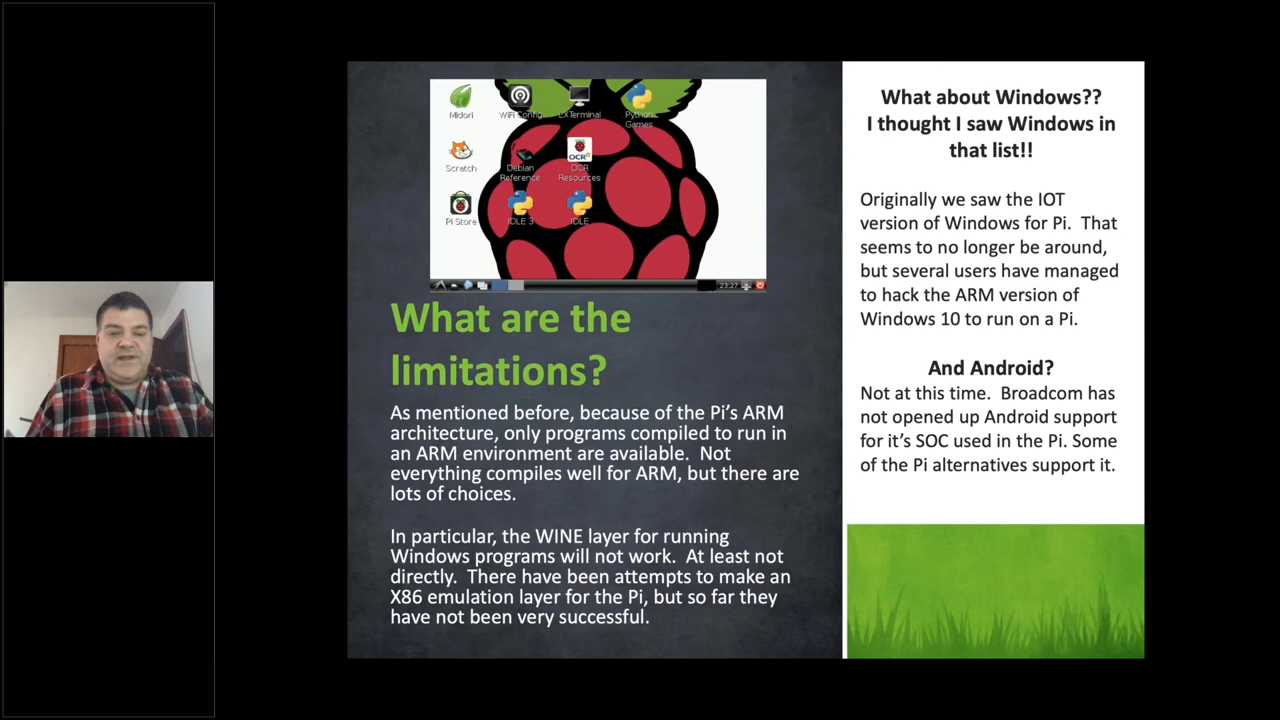 Midori
WiFi Config
LXTerminal
Python
Games
Scratch
Debian
Reference
OCR
OCR
Resources
Pi Store
IDLE 3
IDLE
23:27
What are the
limitations?
As mentioned before, because of the Pi's ARM
architecture, only programs compiled to run in
an ARM environment are available.  Not
everything compiles well for ARM, but there are
lots of choices.
In particular, the WINE layer for running
Windows programs will not work.  At least not
directly.  There have been attempts to make an
X86 emulation layer for the Pi, but so far they
have not been very successful.
What about Windows??
I thought I saw Windows in
that list!!
Originally we saw the IOT
version of Windows for Pi.  That
seems to no longer be around,
but several users have managed
to hack the ARM version of
Windows 10 to run on a Pi.
And Android?
Not at this time.  Broadcom has
not opened up Android support
for it's SOC used in the Pi. Some
of the Pi alternatives support it.